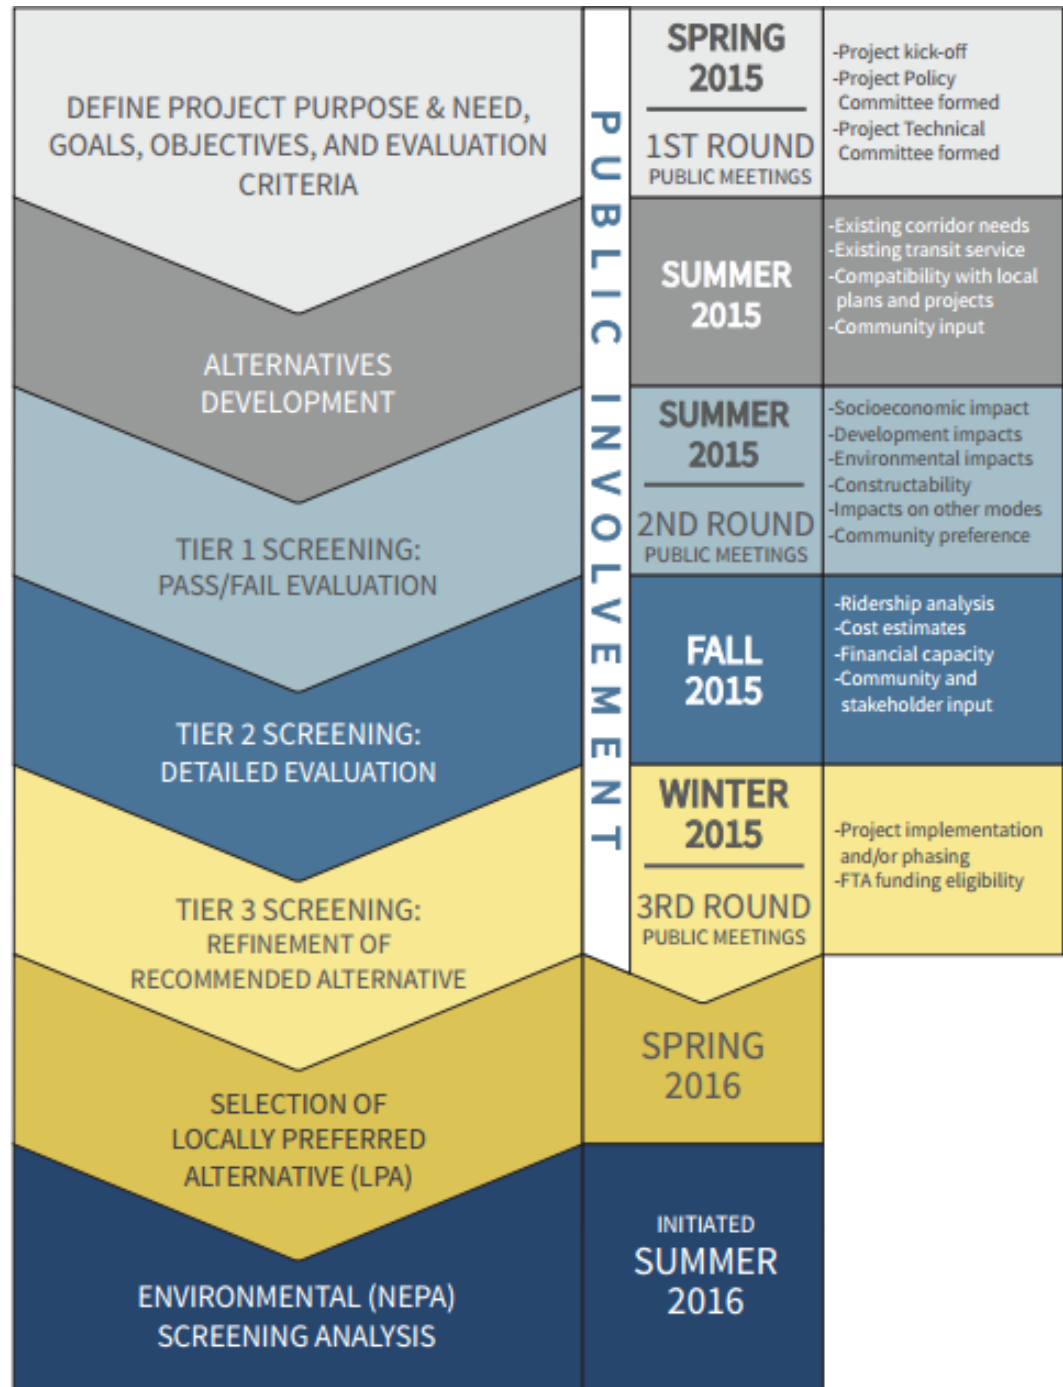 DEFINE PROJECT PURPOSE & NEED,
GOALS, OBJECTIVES, AND EVALUATION
CRITERIA
SPRING
2015
1ST ROUND
PUBLIC MEETINGS
-Project kick-off
-Project Policy
Committee formed
-Project Technical
Committee formed
PUBLIC INVOLVEMENT
ALTERNATIVES
DEVELOPMENT
SUMMER
2015
-Existing corridor needs
-Existing transit service
-Compatibility with local
plans and projects
-Community input
TIER 1 SCREENING:
PASS/FAIL EVALUATION
SUMMER
2015
2ND ROUND
PUBLIC MEETINGS
-Socioeconomic impact
-Development impacts
-Environmental impacts
-Constructability
-Impacts on other modes
-Community preference
TIER 2 SCREENING:
DETAILED EVALUATION
FALL
2015
-Ridership analysis
-Cost estimates
-Financial capacity
-Community and
stakeholder input
TIER 3 SCREENING:
REFINEMENT OF
RECOMMENDED ALTERNATIVE
WINTER
2015
3RD ROUND
PUBLIC MEETINGS
-Project implementation
and/or phasing
-FTA funding eligibility
SELECTION OF
LOCALLY PREFERRED
ALTERNATIVE (LPA)
SPRING
2016
ENVIRONMENTAL (NEPA)
SCREENING ANALYSIS
INITIATED
SUMMER
2016